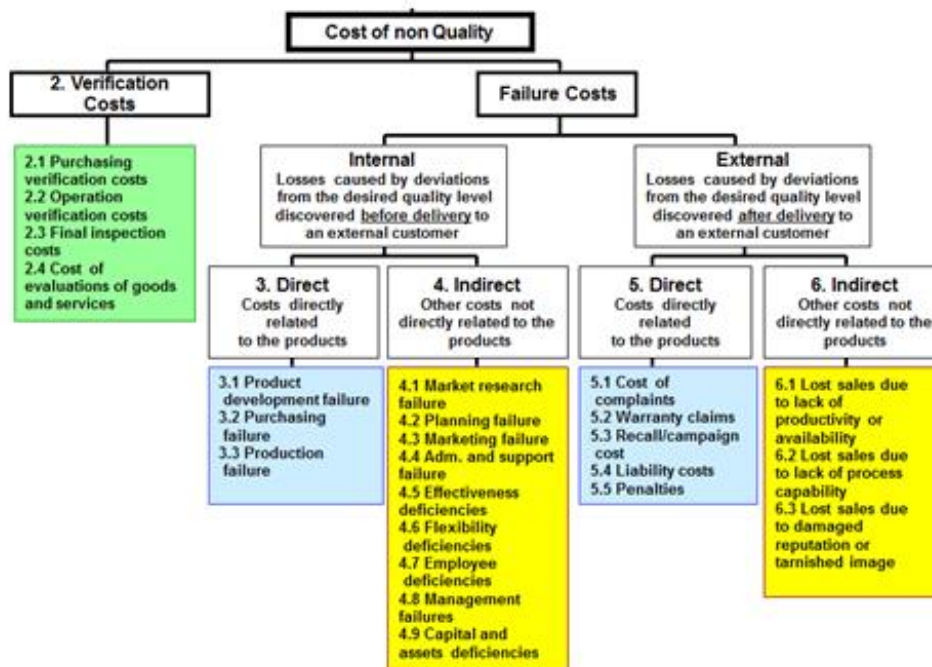 Cost of non Quality
2. Verification
Costs
Failure Costs
2.1 Purchasing
verification costs
2.2 Operation
verification costs
2.3 Final inspection
costs
2.4 Cost of
evaluations of goods
and services
Internal
Losses caused by deviations
from the desired quality level
discovered before delivery to
an external customer
External
Losses caused by deviations
from the desired quality level
discovered after delivery to
an external customer
3. Direct
Costs directly
related
to the products
4. Indirect
Other costs not
directly related to the
products
5. Direct
Costs directly
related
to the products
6. Indirect
Other costs not
directly related to the
products
3.1 Product
development failure
3.2 Purchasing
failure
3.3 Production
failure
4.1 Market research
failure
4.2 Planning failure
4.3 Marketing failure
4.4 Adm. and support
failure
4.5 Effectiveness
deficiencies
4.6 Flexibility
deficiencies
4.7 Employee
deficiencies
4.8 Management
failures
4.9 Capital and
assets deficiencies
5.1 Cost of
complaints
5.2 Warranty claims
5.3 Recall/campaign
cost
5.4 Liability costs
5.5 Penalties
6.1 Lost sales due
to lack of
productivity or
availability
6.2 Lost sales due
to lack of process
capability
6.3 Lost sales due
to damaged
reputation or
tarnished image